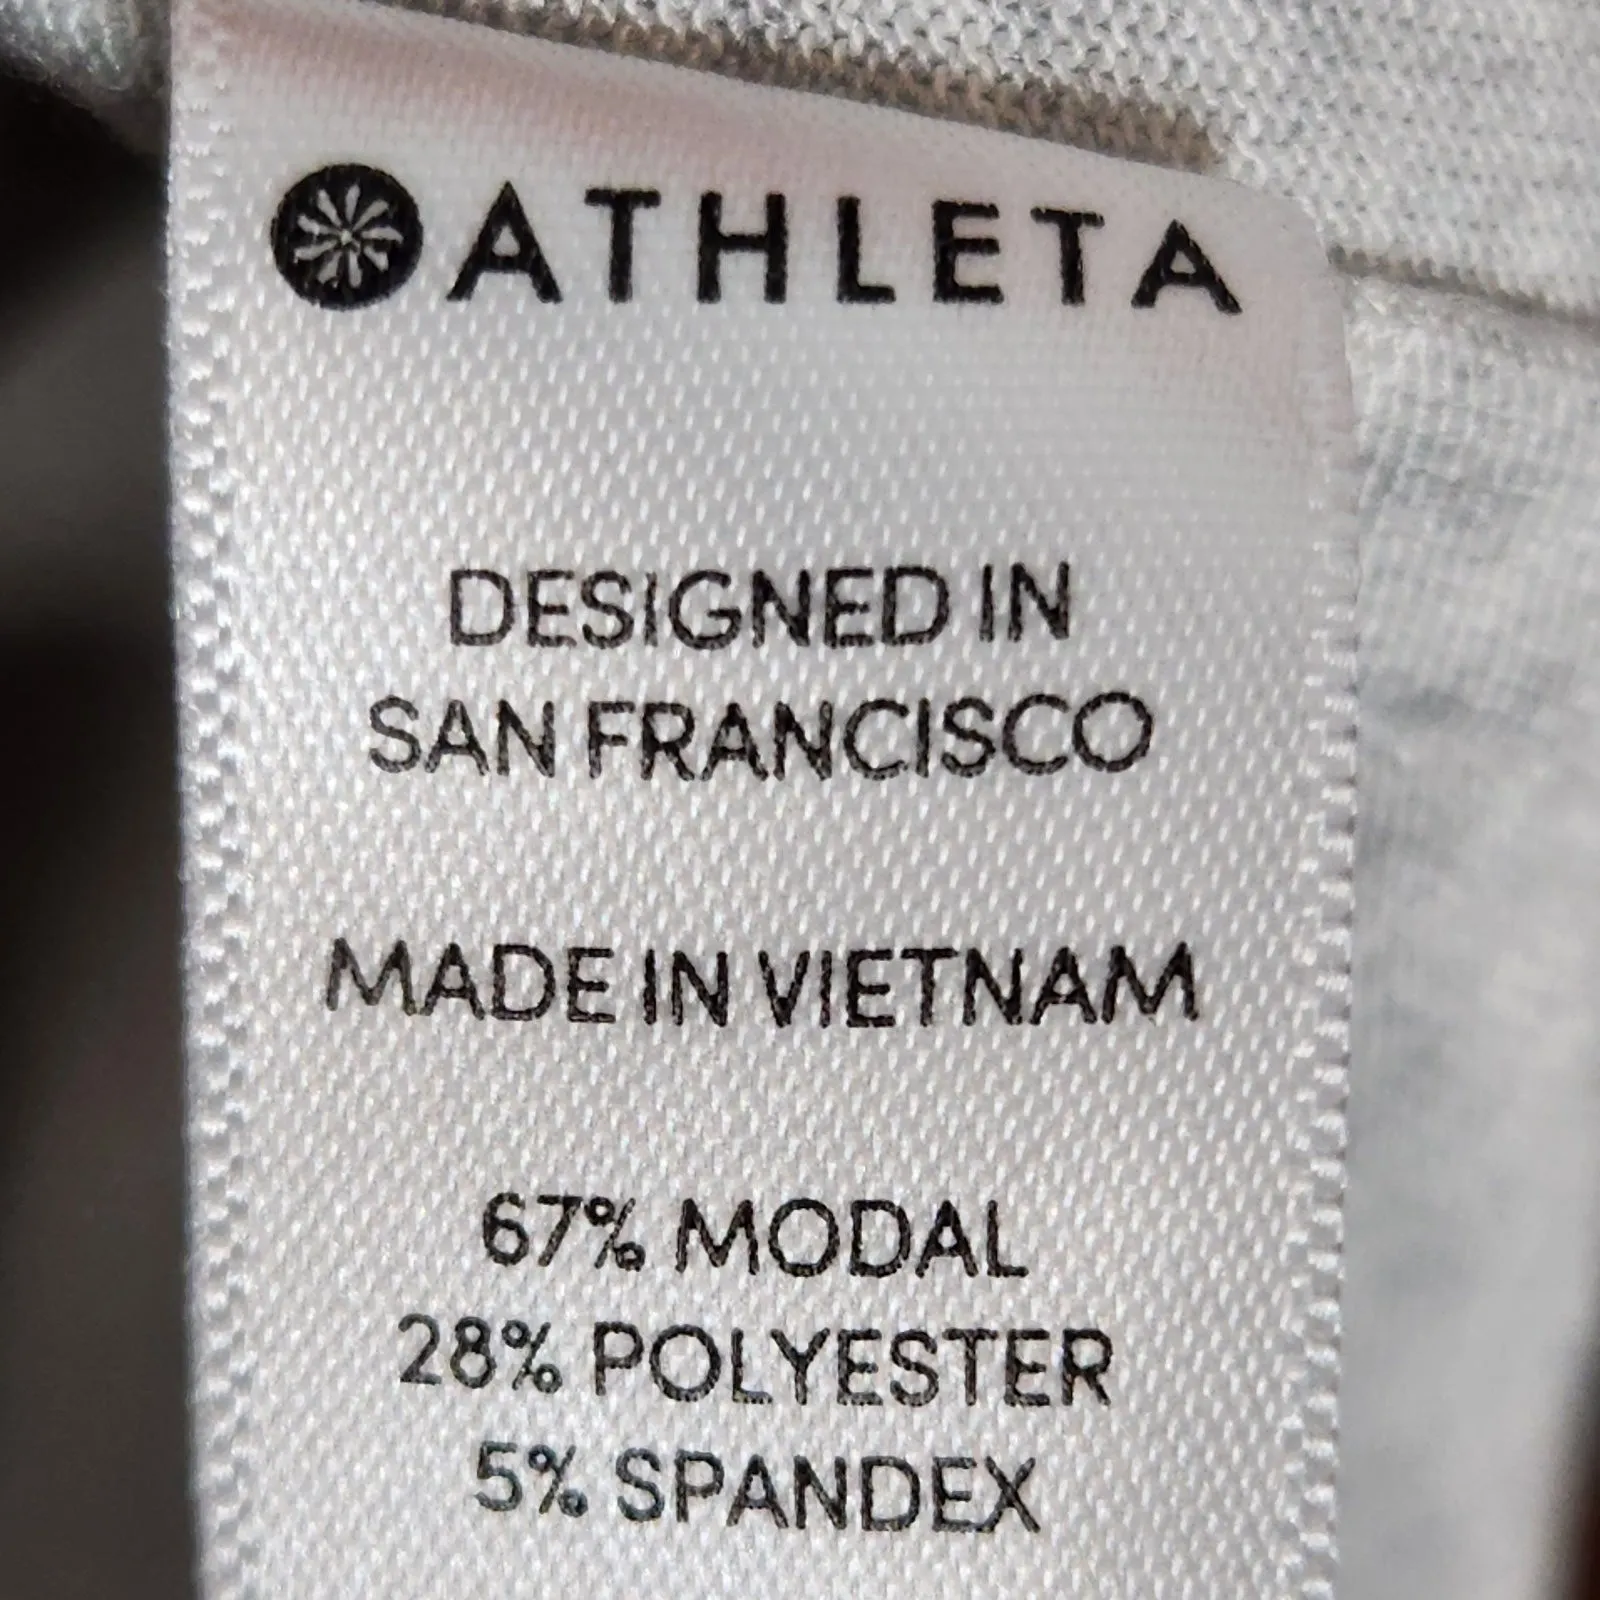 ATHLETA
DESIGNED IN
SAN FRANCISCO
MADE IN VIETNAM
67% MODAL
28% POLYESTER
5% SPANDEX